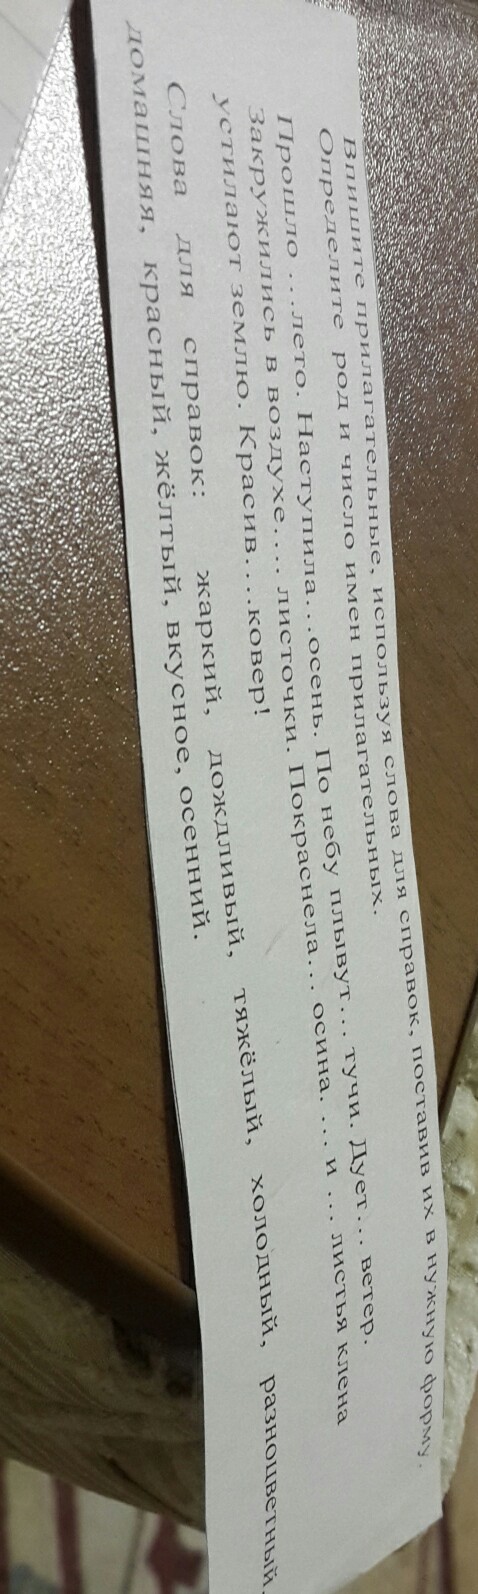 Впишите прилагательные, используя слова для справок, поставив их в нужную форму.
Определите род и число имен прилагательных.
Прошло ....лето. Наступила...осень. По небу плывут... тучи. Дует... ветер.
Закружились в воздухе.... листочки. Покраснела... осина. ... и ... листья клена
устилают землю. Красив....ковер!
Слова для справок: жаркий, дождливый, тяжёлый, холодный, разноцветный,
домашняя, красный, жёлтый, вкусное, осенний.